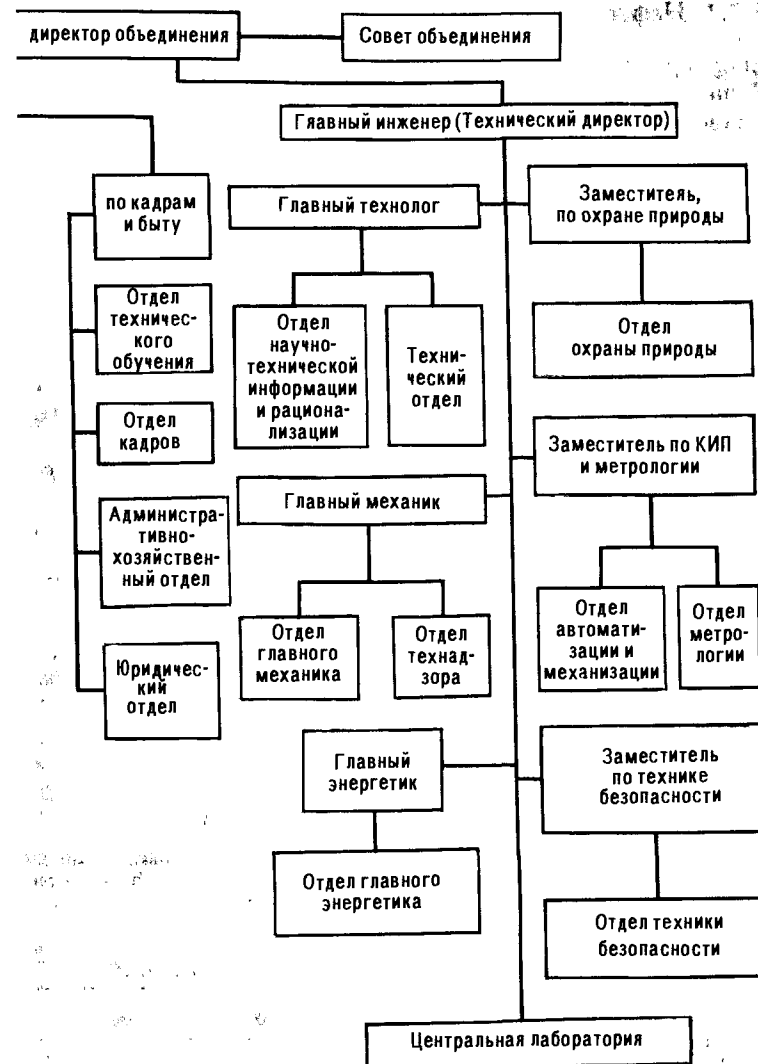 директор объединения
Совет объединения
Гяавный инженер (Технический директор)
по кадрам
и быту
Главный технолог
Заместитеяь,
по охране природы
Отдел
техничес-
кого
обучения
Отдел
научно-
технической
информации
и рациона-
лизации
Техни-
ческий
отдел
Отдел
охраны природы
Отдел
кадров
Заместитель по КИП
и метрологии
Главный механик
Администра-
тивно-
хозяйствен-
ный отдел
Отдел
главного
механика
Отдел
технад-
зора
Отдел
автомати-
зации и
механизации
Отдел
метро-
логии
Юридичес-
кий
отдел
Главный
энергетик
Заместитель
по технике
безопасности
Отдел главного
энергетика
Отдел техники
безопасности
Центральная лаборатория